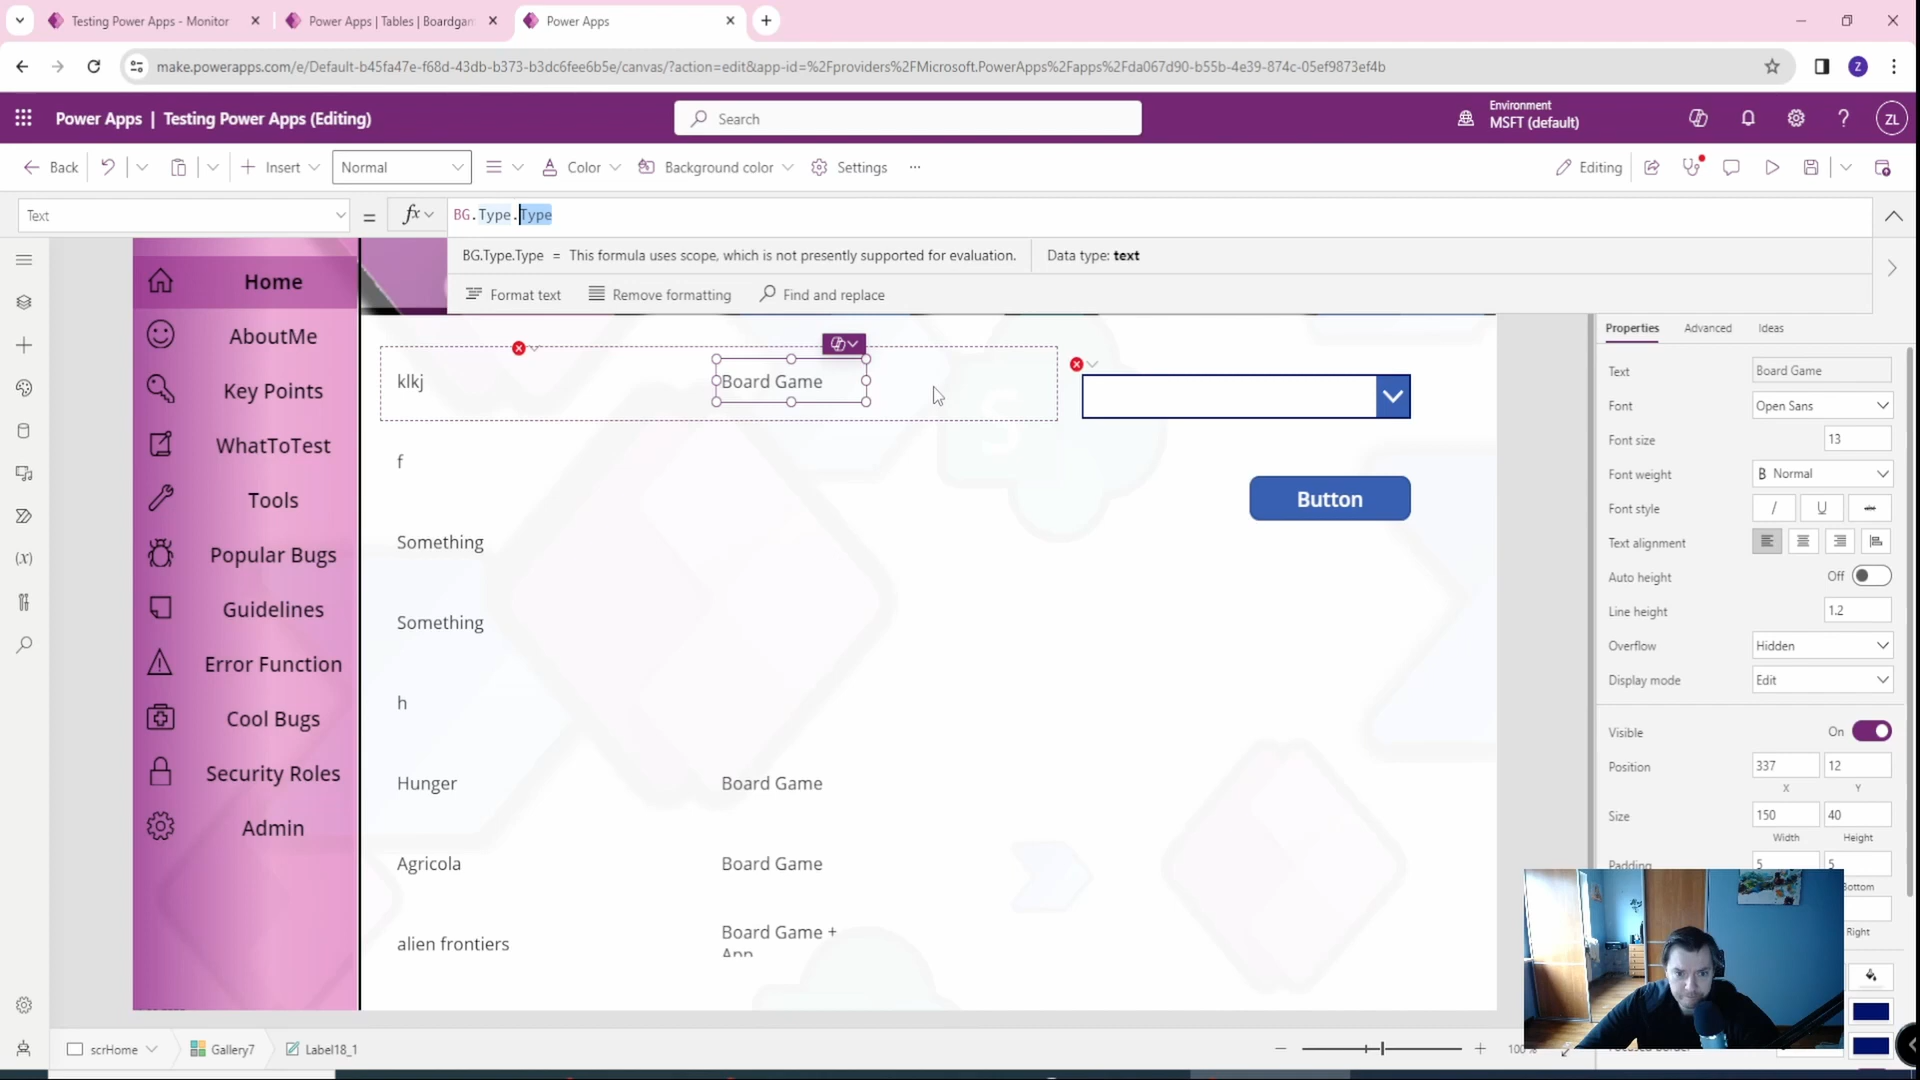 Testing Power Apps - Monitor
Power Apps | Tables | Boardgan
Power Apps
make.powerapps.com/e/Default-b45fa47e-f68d-43db-b373-b3dc6fee6b5e/canvas/?action=edit&app-id=%2Fproviders%2FMicrosoft.PowerApps%2Fapps%2Fda067d90-b55b-4e39-874c-05ef9873ef4b
Z
Power Apps | Testing Power Apps (Editing)
Search
Environment
MSFT (default)
ZL
Back
Insert
Normal
Color
Background color
Settings
Editing
Text
=
fx
BG.Type.Type
BG.Type.Type = This formula uses scope, which is not presently supported for evaluation.
Data type: text
Format text
Remove formatting
Find and replace
Home
AboutMe
Key Points
WhatToTest
Tools
Popular Bugs
Guidelines
Error Function
Cool Bugs
Security Roles
Admin
klkj
Board Game
f
Button
Something
Something
h
Hunger
Board Game
Agricola
Board Game
alien frontiers
Board Game +
App
Properties
Advanced
Ideas
Text
Board Game
Font
Open Sans
Font size
13
Font weight
B Normal
Font style
Text alignment
Auto height
Off
Line height
1.2
Overflow
Hidden
Display mode
Edit
Visible
On
Position
337
12
X
Y
Size
150
40
Width
Height
Padding
5
5
Bottom
Right
scrHome
Gallery7
Label18_1
100 %